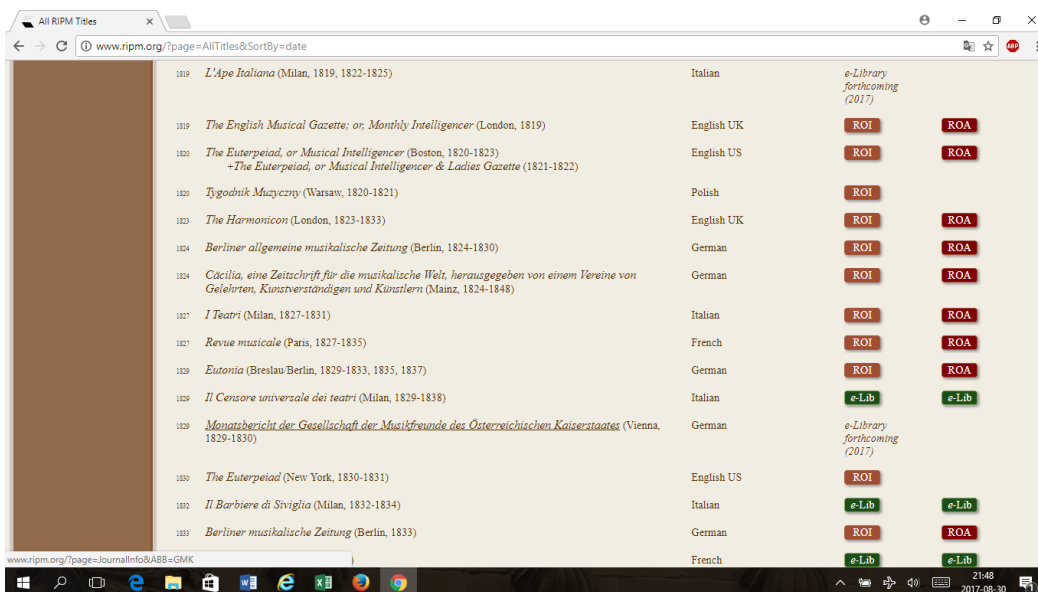 All RIPM Titles
www.ripm.org/?page=AllTitles&SortBy=date
ABP
1819 L'Ape Italiana (Milan, 1819, 1822-1825) Italian e-Library
forthcoming
(2017)
1819 The English Musical Gazette; or, Monthly Intelligencer (London, 1819) English UK ROI ROA
1820 The Euterpeiad, or Musical Intelligencer (Boston, 1820-1823) English US ROI ROA
+The Euterpeiad, or Musical Intelligencer & Ladies Gazette (1821-1822)
1820 Tygodnik Muzyczny (Warsaw, 1820-1821) Polish ROI
1823 The Harmonicon (London, 1823-1833) English UK ROI ROA
1824 Berliner allgemeine musikalische Zeitung (Berlin, 1824-1830) German ROI ROA
1824 Cäcilia, eine Zeitschrift für die musikalische Welt, herausgegeben von einem Vereine von German ROI ROA
Gelehrten, Kunstverständigen und Künstlern (Mainz, 1824-1848)
1827 I Teatri (Milan, 1827-1831) Italian ROI ROA
1827 Revue musicale (Paris, 1827-1835) French ROI ROA
1829 Eutonia (Breslau/Berlin, 1829-1833, 1835, 1837) German ROI ROA
1829 Il Censore universale dei teatri (Milan, 1829-1838) Italian e-Lib e-Lib
1829 Monatsbericht der Gesellschaft der Musikfreunde des Österreichischen Kaiserstaates (Vienna, German e-Library
1829-1830) forthcoming
(2017)
1830 The Euterpeiad (New York, 1830-1831) English US ROI
1832 Il Barbiere di Siviglia (Milan, 1832-1834) Italian e-Lib e-Lib
1833 Berliner musikalische Zeitung (Berlin, 1833) German ROI ROA
www.ripm.org/?page=JournalInfo&ABB=GMK ) French e-Lib e-Lib
21:48
2017-08-30